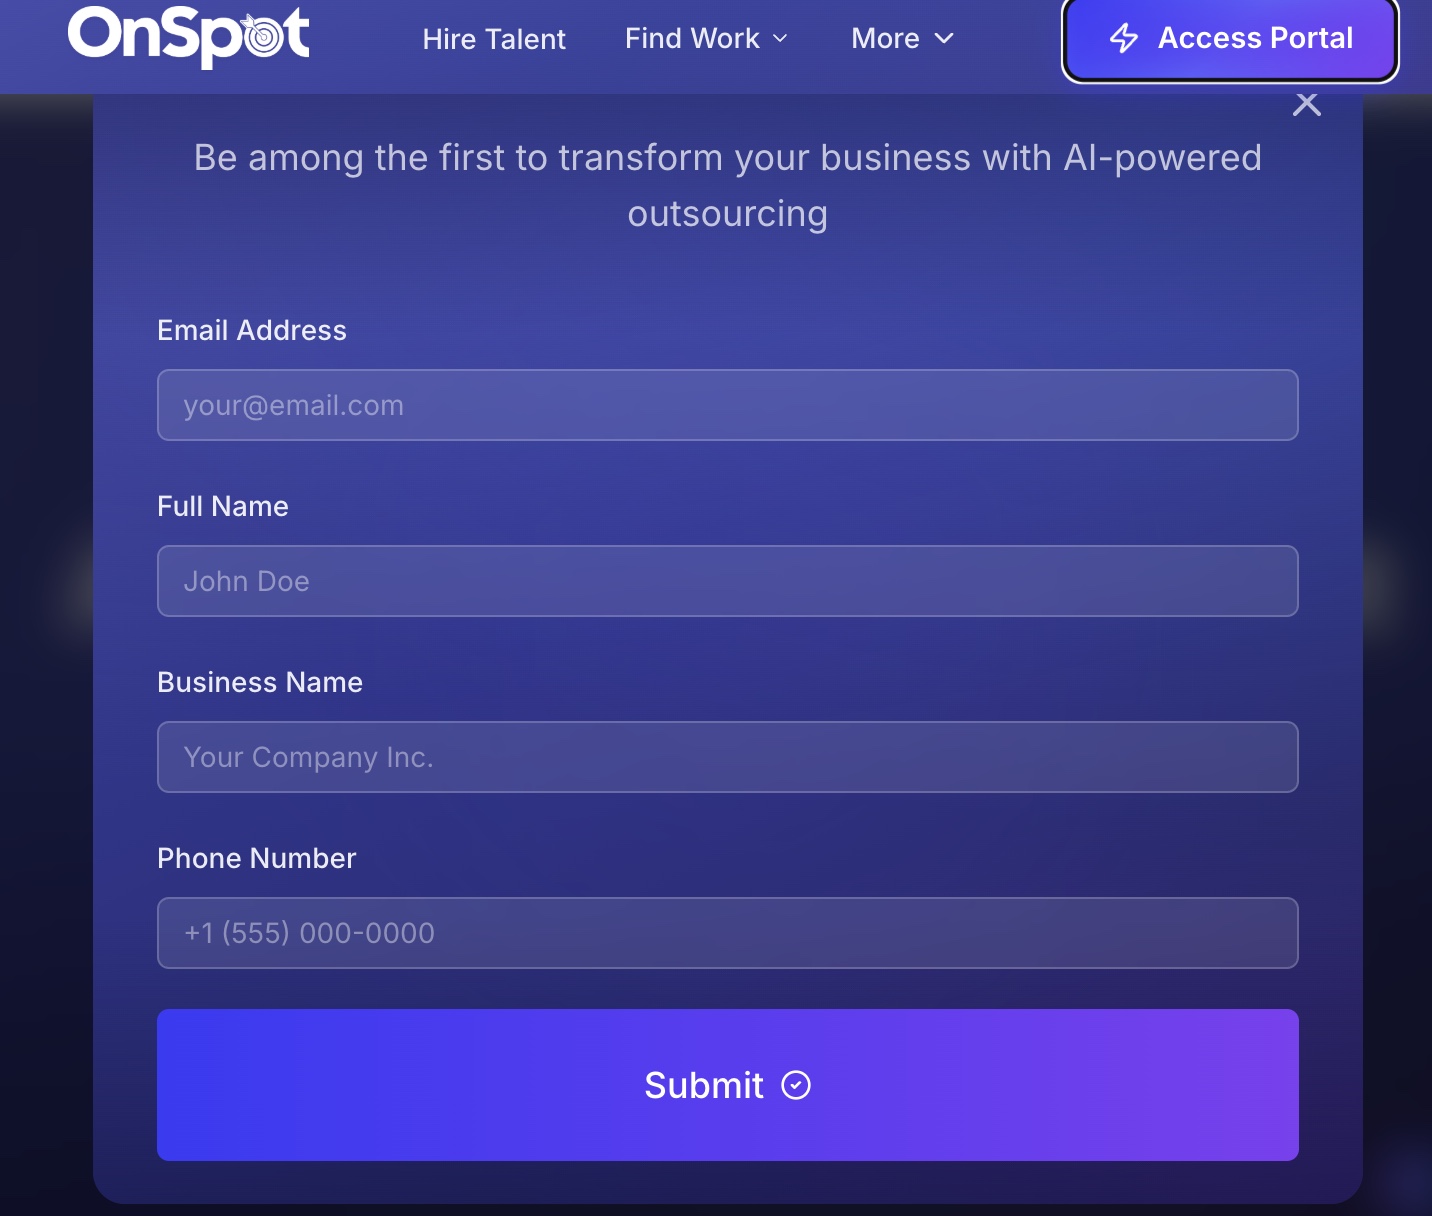 OnSpot
Hire Talent
Find Work
More
Access Portal
Be among the first to transform your business with AI-powered
outsourcing
Email Address
your@email.com
Full Name
John Doe
Business Name
Your Company Inc.
Phone Number
+1 (555) 000-0000
Submit